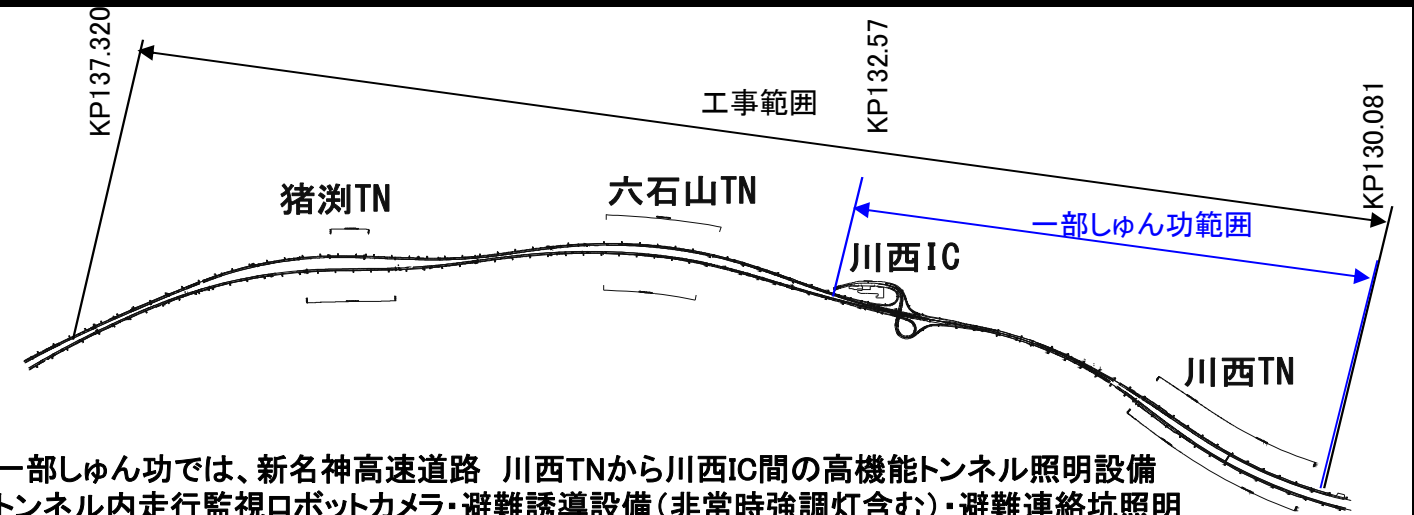 KP137.320
KP132.57
KP130.081
工事範囲
一部しゅん功範囲
猪渕TN
六石山TN
川西IC
川西TN
一部しゅん功では、新名神高速道路 川西TNから川西IC間の高機能トンネル照明設備
トンネル内走行監視ロボットカメラ・避難誘導設備(非常時強調灯含む)・避難連絡坑照明